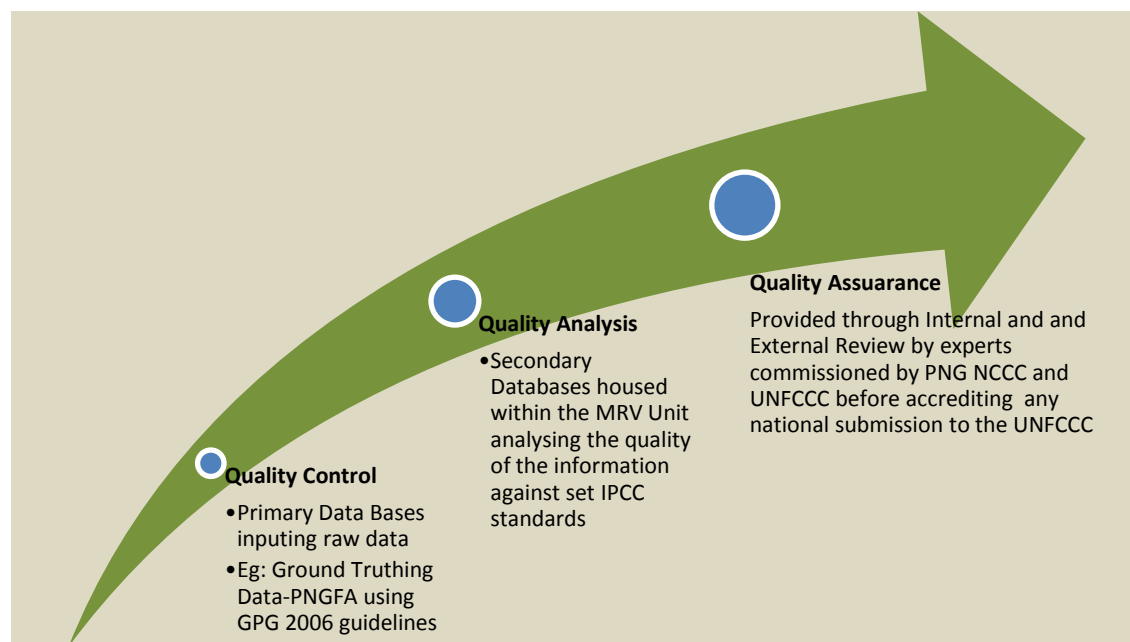 Quality Control
•Primary Data Bases
inputing raw data
•Eg: Ground Truthing
Data-PNGFA using
GPG 2006 guidelines
Quality Analysis
•Secondary
Databases housed
within the MRV Unit
analysing the quality
of the information
against set IPCC
standards
Quality Assuarance
Provided through Internal and and
External Review by experts
commissioned by PNG NCCC and
UNFCCC before accrediting any
national submission to the UNFCCC